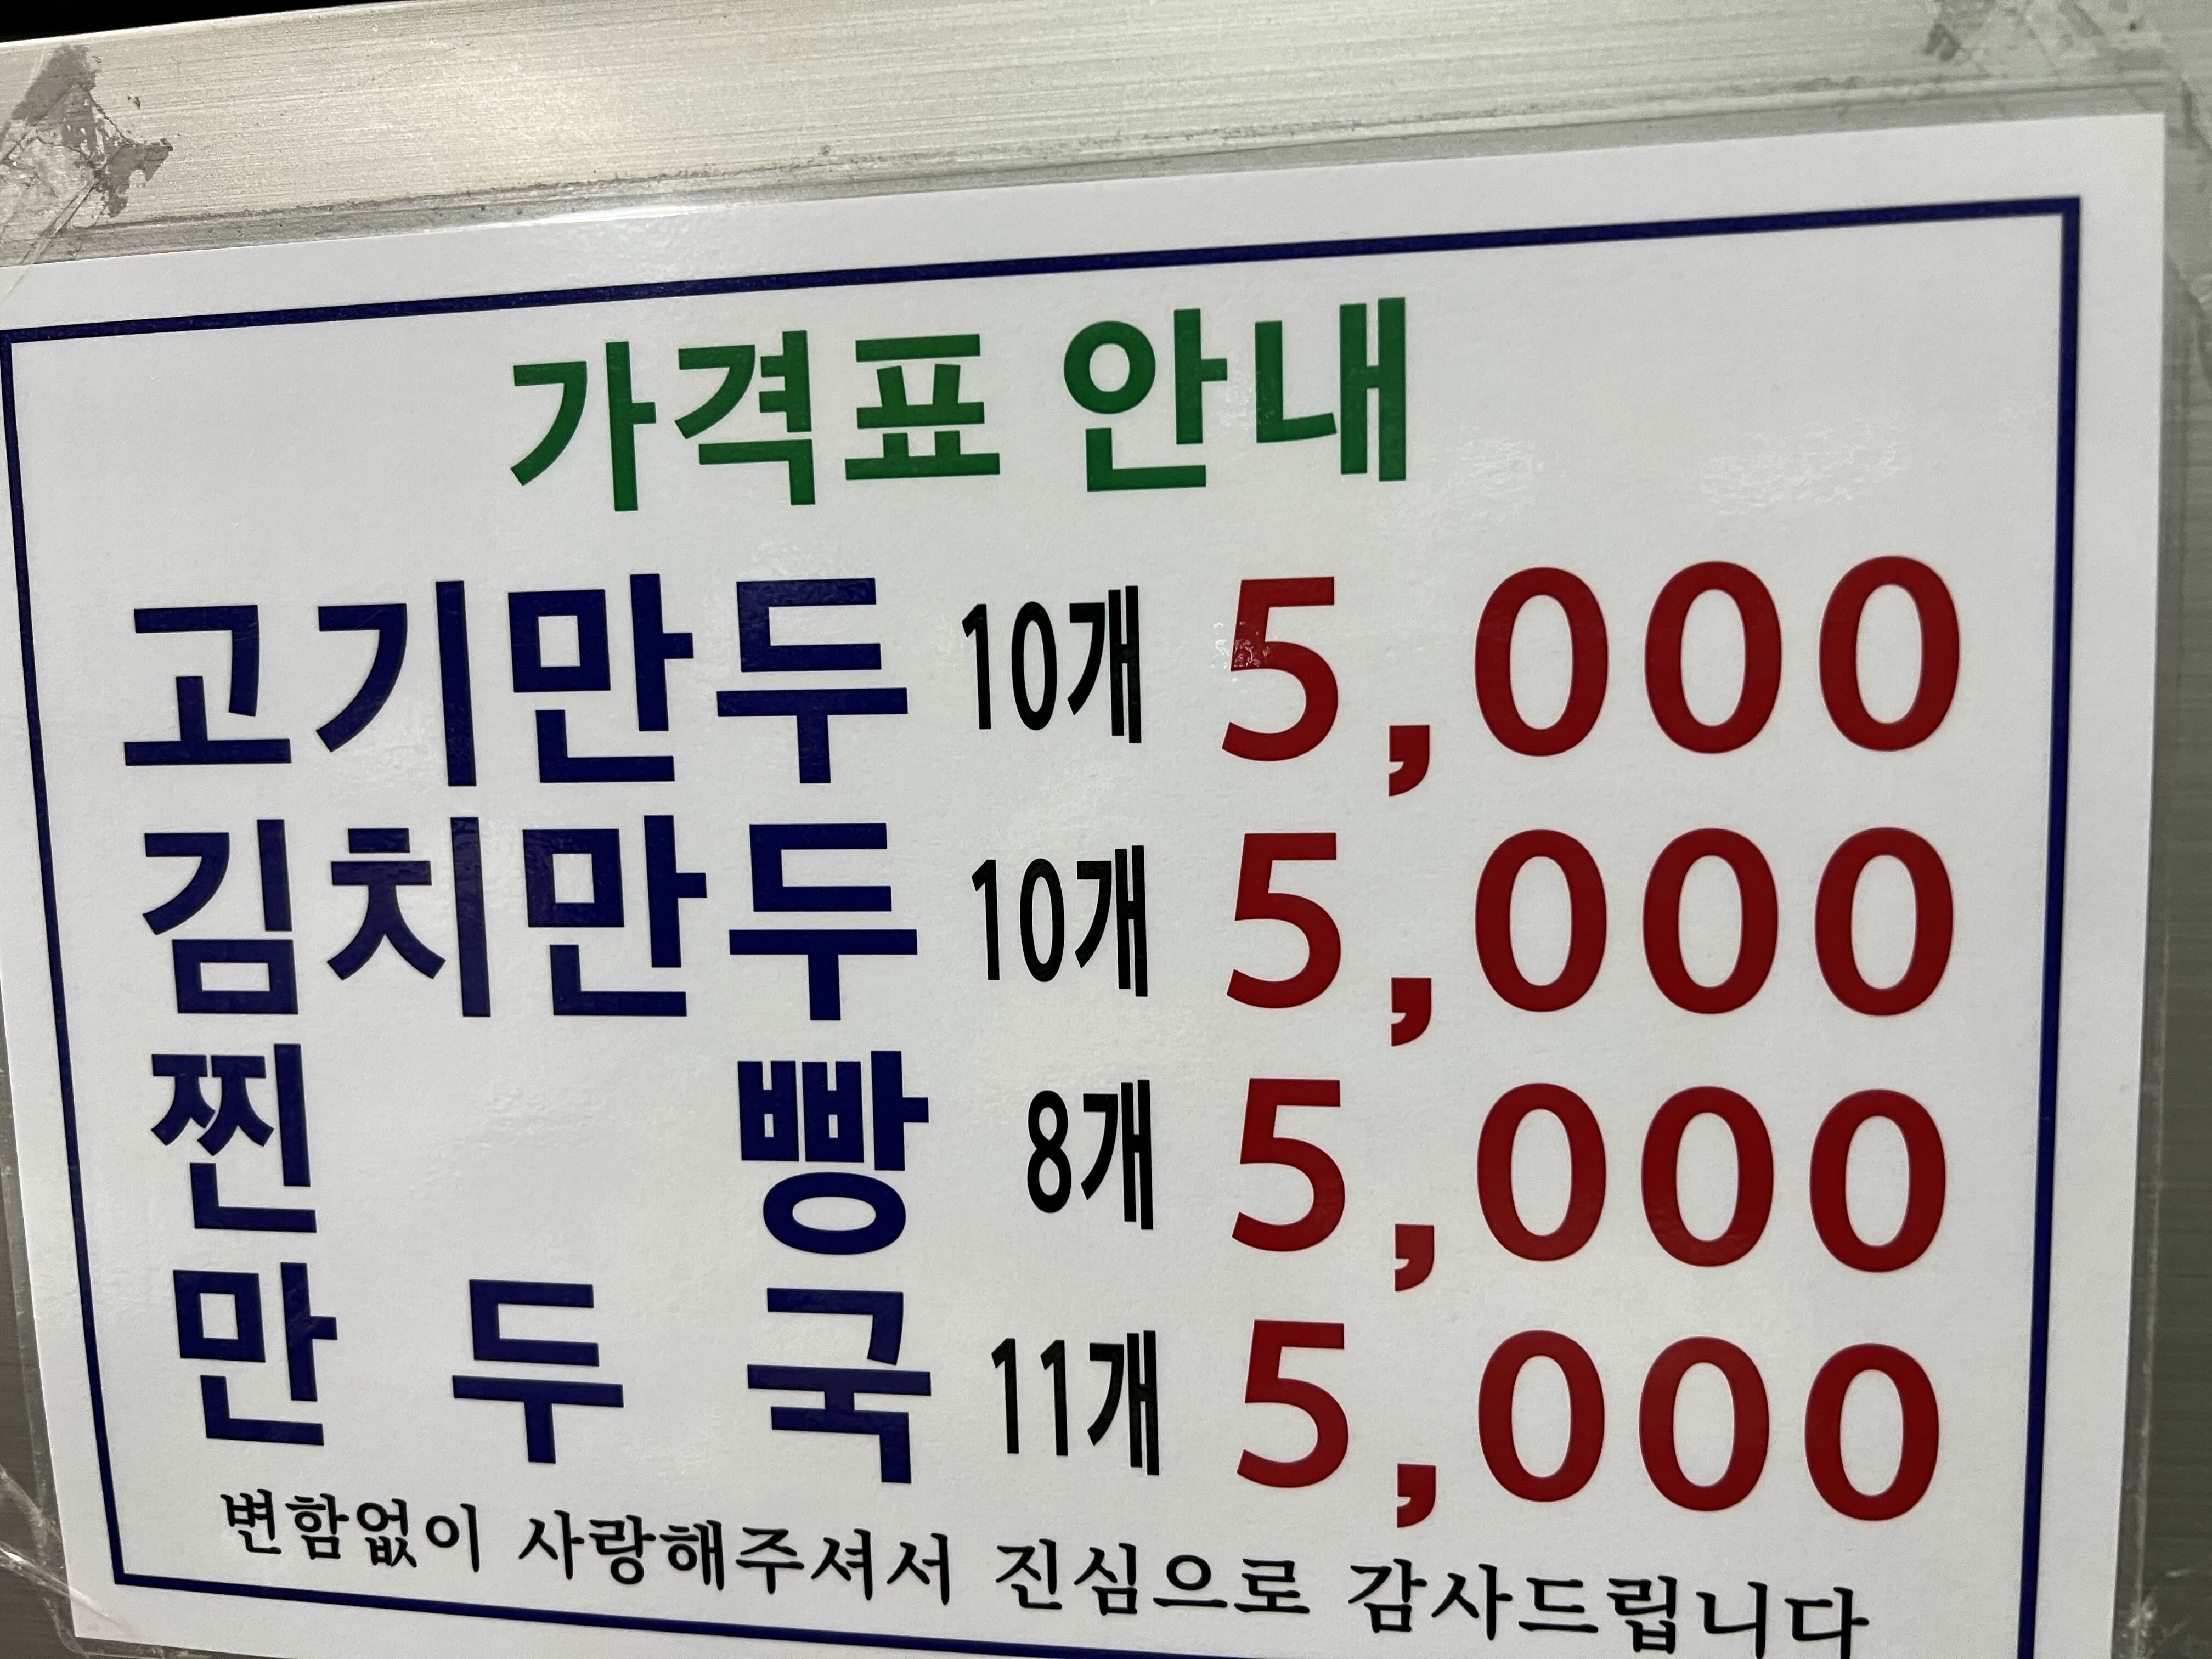 가격표 안내
고기만두 10개 5,000
김치만두 10개 5,000
찐 빵 8개 5,000
만 두 국 11개 5,000
변함없이 사랑해주셔서 진심으로 감사드립니다